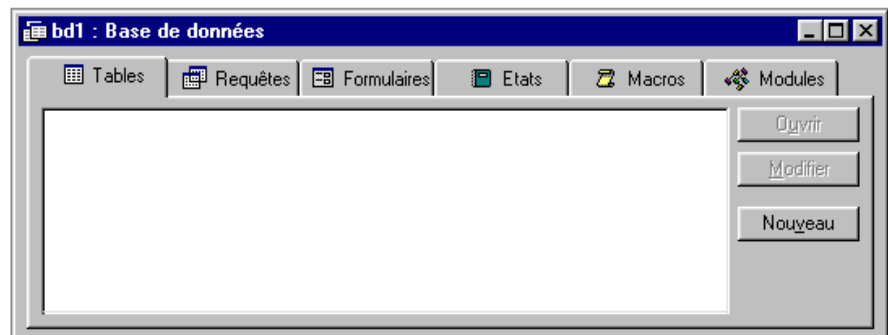 bd1 : Base de données
Tables Requêtes Formulaires Etats Macros Modules
Ouvrir
Modifier
Nouveau